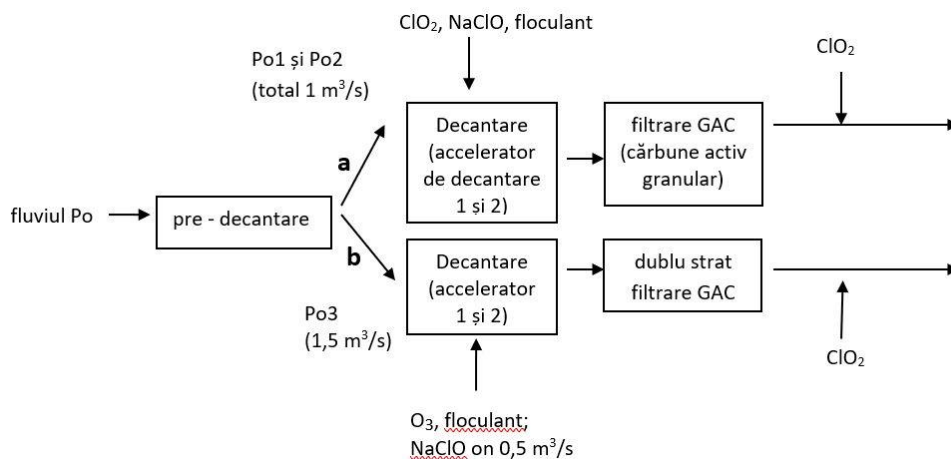 ClO₂, NaClO, floculant
Po1 și Po2
(total 1 m³/s)
ClO₂
Decantare
(accelerator
de decantare
1 și 2)
filtrare GAC
(cărbune activ
granular)
a
fluviul Po
pre - decantare
b
Decantare
(accelerator
1 și 2)
dublu strat
filtrare GAC
Po3
(1,5 m³/s)
ClO₂
O₃, floculant;
NaClO on 0,5 m³/s